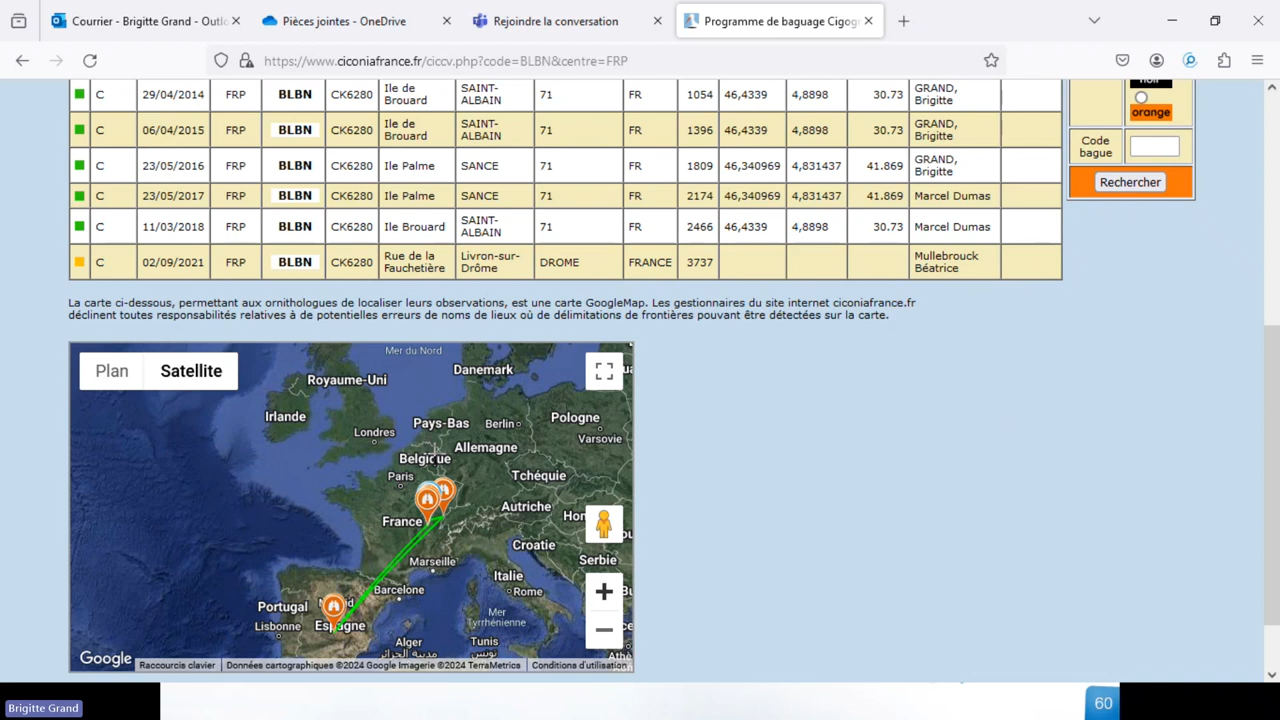 Courrier - Brigitte Grand - Outlo
Pièces jointes - OneDrive
Rejoindre la conversation
Programme de baguage Cigog
https://www.ciconiafrance.fr/ciccv.php?code=BLBN&centre=FRP
C 29/04/2014 FRP BLBN CK6280 Ile de Brouard SAINT-ALBAIN 71 FR 1054 46,4339 4,8898 30.73 GRAND, Brigitte
C 06/04/2015 FRP BLBN CK6280 Ile de Brouard SAINT-ALBAIN 71 FR 1396 46,4339 4,8898 30.73 GRAND, Brigitte
C 23/05/2016 FRP BLBN CK6280 Ile Palme SANCE 71 FR 1809 46,340969 4,831437 41.869 GRAND, Brigitte
C 23/05/2017 FRP BLBN CK6280 Ile Palme SANCE 71 FR 2174 46,340969 4,831437 41.869 Marcel Dumas
C 11/03/2018 FRP BLBN CK6280 Ile Brouard SAINT-ALBAIN 71 FR 2466 46,4339 4,8898 30.73 Marcel Dumas
C 02/09/2021 FRP BLBN CK6280 Rue de la Fauchetière Livron-sur-Drôme DROME FRANCE 3737 Mullebrouck Béatrice
noir
orange
Code bague
Rechercher
La carte ci-dessous, permettant aux ornithologues de localiser leurs observations, est une carte GoogleMap. Les gestionnaires du site internet ciconiafrance.fr
déclinent toutes responsabilités relatives à de potentielles erreurs de noms de lieux où de délimitations de frontières pouvant être détectées sur la carte.
Plan
Satellite
Mer du Nord
Danemark
Royaume-Uni
Irlande
Pays-Bas
Berlin
Pologne
Varsovie
Londres
Belgique
Allemagne
Paris
Tchéquie
Autriche
Hon
France
Croatie
Serbie
Marseille
Italie
Rome
Barcelone
Portugal
Lisbonne
Espagne
Mer
Tyrrhénienne
Alger
مدينة الجزائر
Tunis
تونس
Athè
Google
Raccourcis clavier
Données cartographiques ©2024 Google Imagerie ©2024 TerraMetrics
Conditions d'utilisation
Brigitte Grand
60